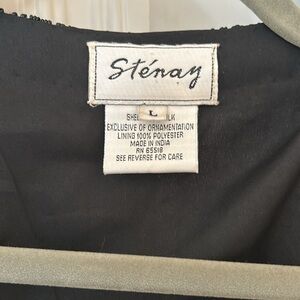 Sténay
L
EXCLUSIVE OF ORNAMENTATION
LINING 100% POLYESTER
MADE IN INDIA
RN 65518
SEE REVERSE FOR CARE